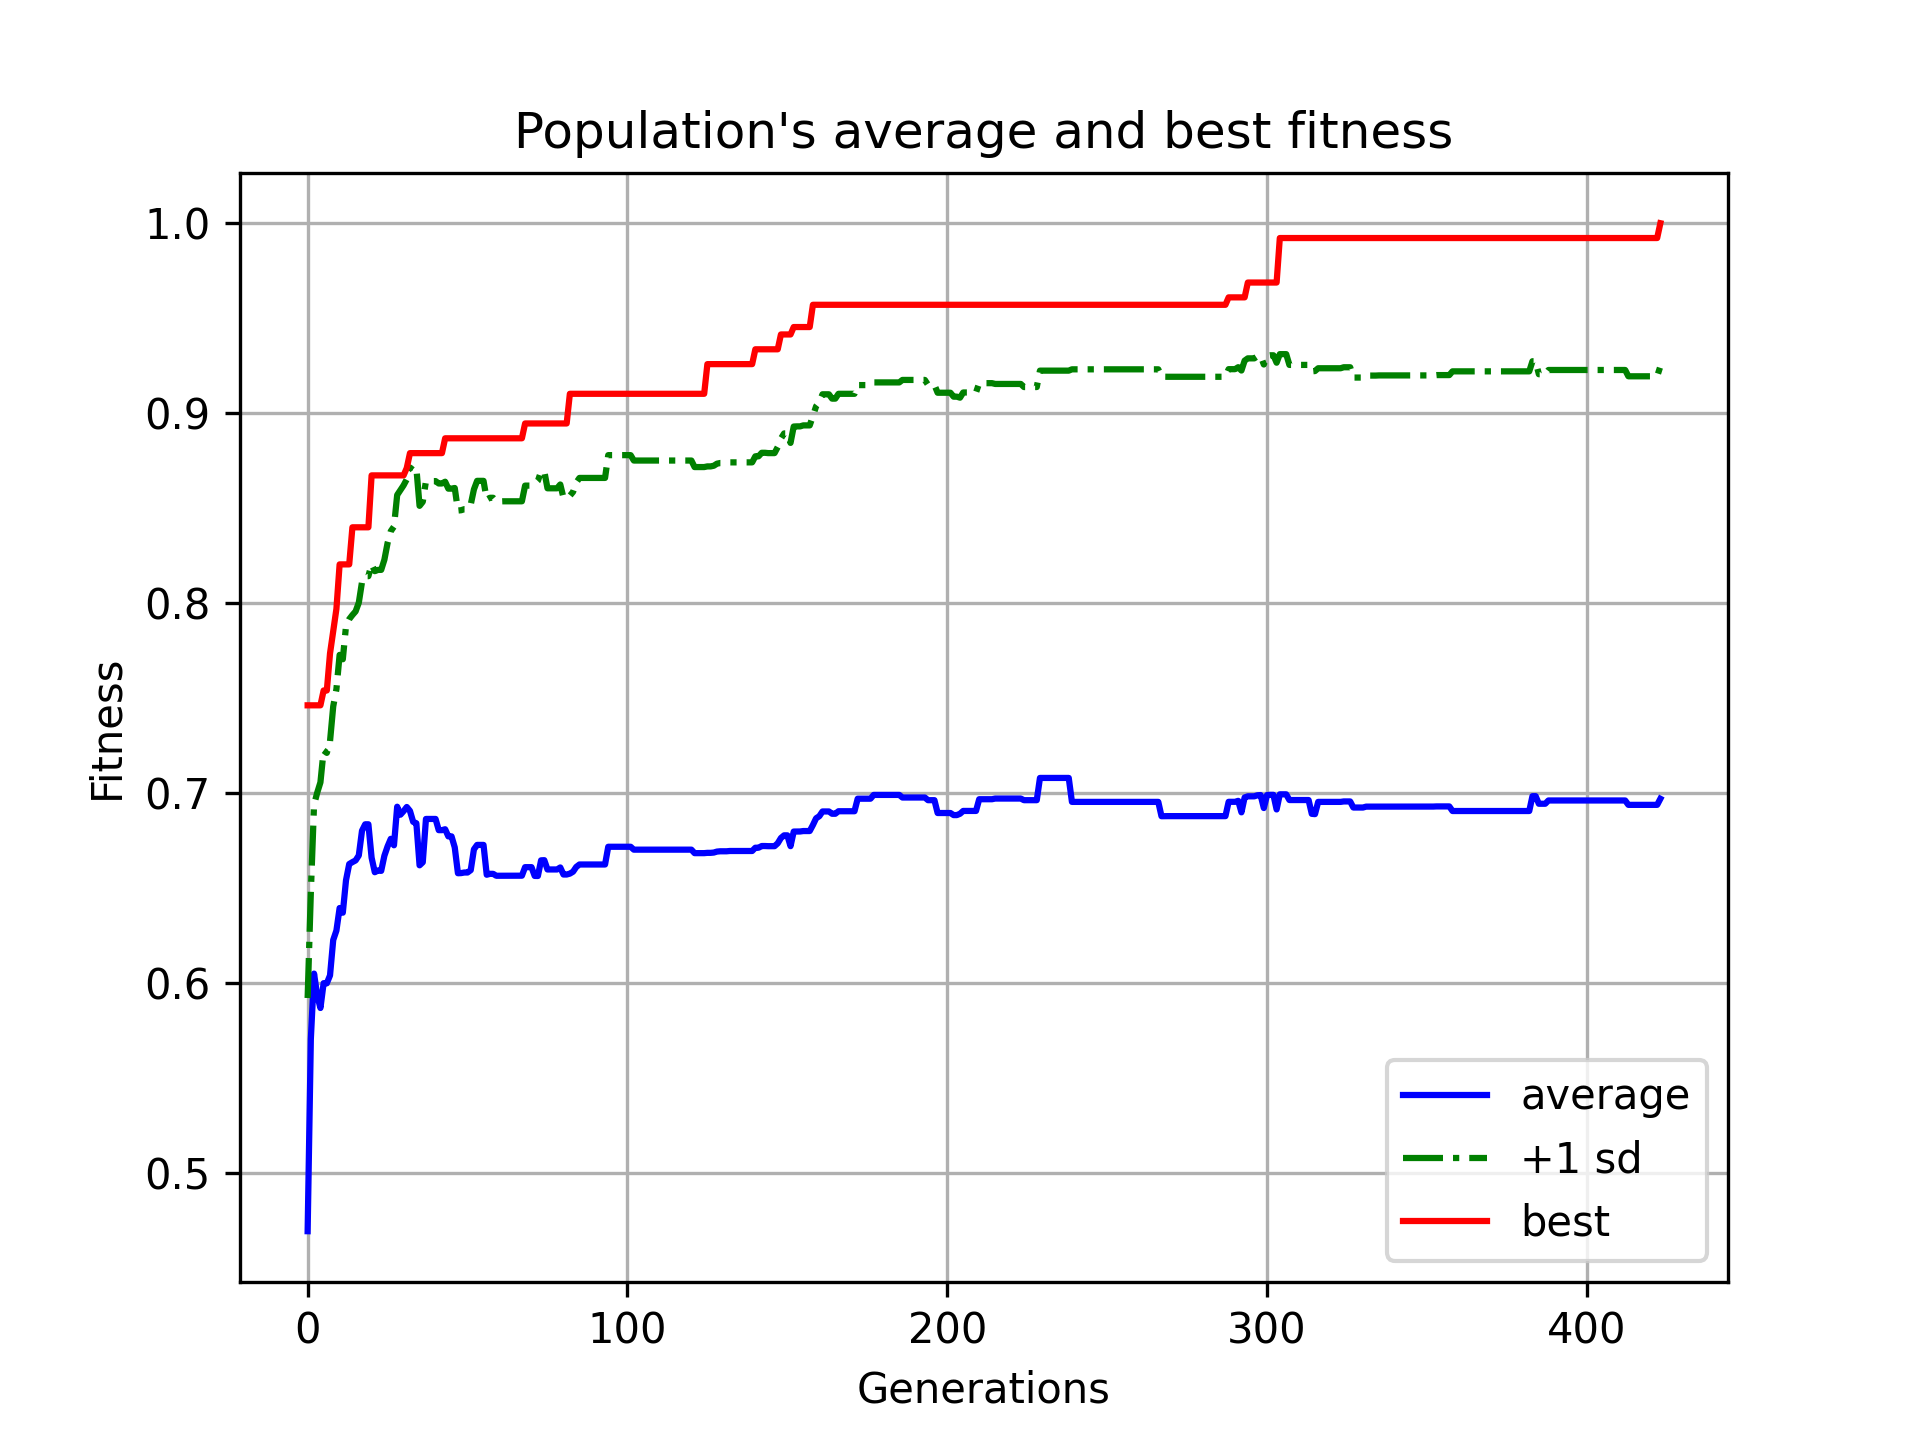 Population's average and best fitness
1.0
0.9
0.8
0.7
0.6
0.5
Fitness
0 100 200 300 400
Generations
average
+1 sd
best